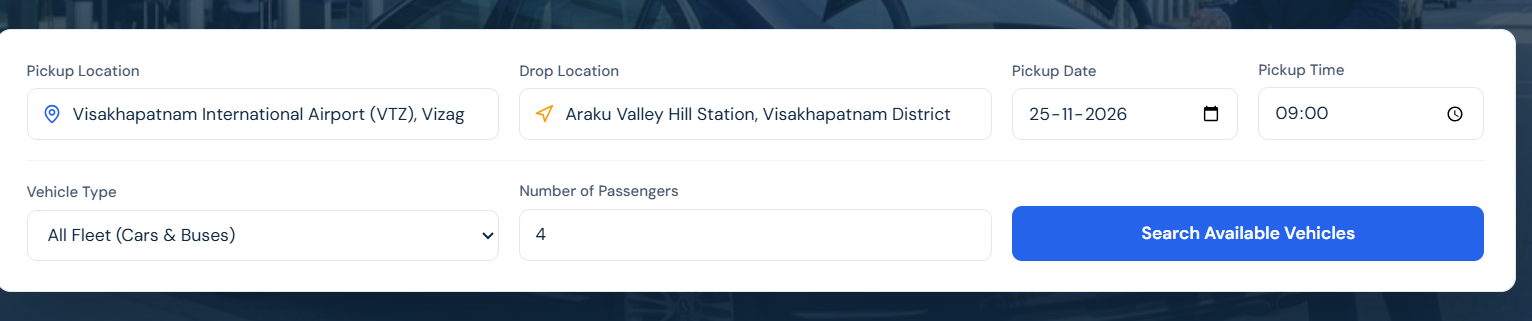 Pickup Location
Visakhapatnam International Airport (VTZ), Vizag
Drop Location
Araku Valley Hill Station, Visakhapatnam District
Pickup Date
25-11-2026
Pickup Time
09:00
Vehicle Type
All Fleet (Cars & Buses)
Number of Passengers
4
Search Available Vehicles